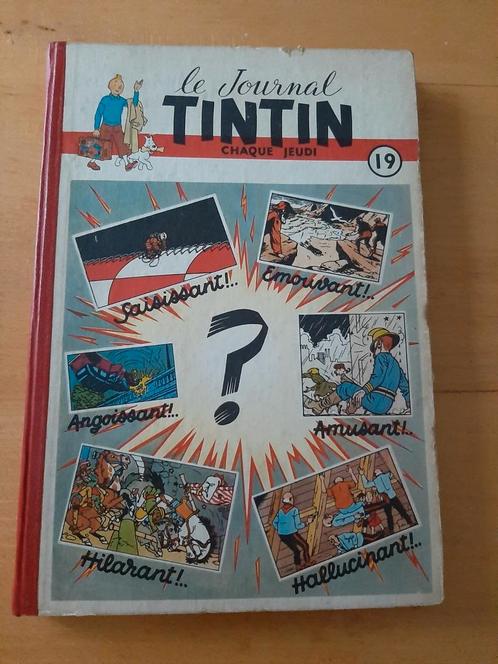 le Journal
TINTIN
CHAQUE JEUDI
19
Saisissant!..
Emouvant!..
?
Angoissant!..
Amusant!..
Hilarant!..
Hallucinant!..